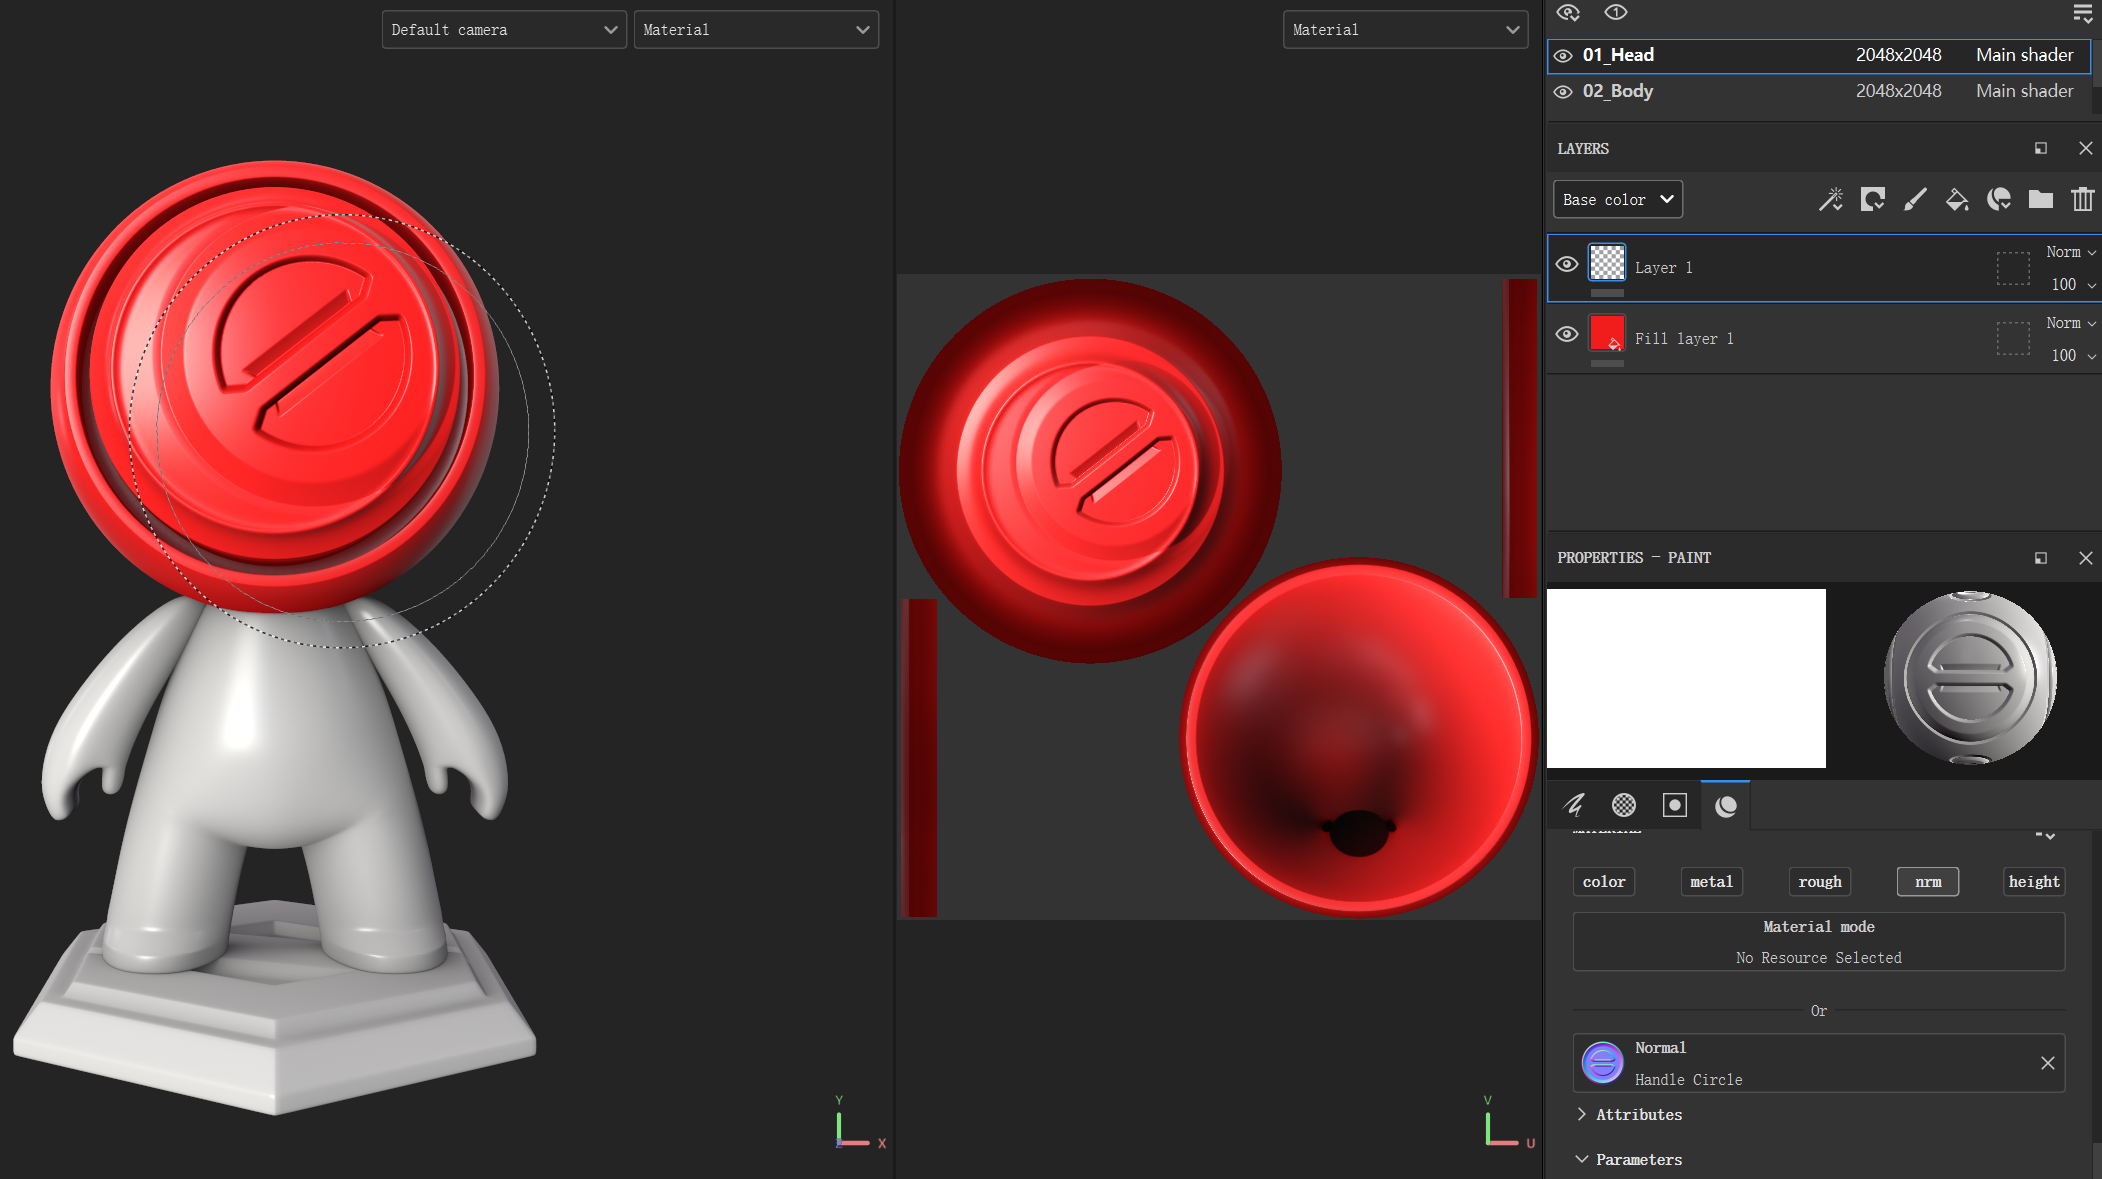 Default camera
Material
Material
01_Head 2048x2048 Main shader
02_Body 2048x2048 Main shader
LAYERS
Base color
Layer 1
Norm
100
Fill layer 1
Norm
100
PROPERTIES - PAINT
color metal rough nrm height
Material mode
No Resource Selected
Or
Normal
Handle Circle
Attributes
Parameters
Y
Z
X
V
U
1